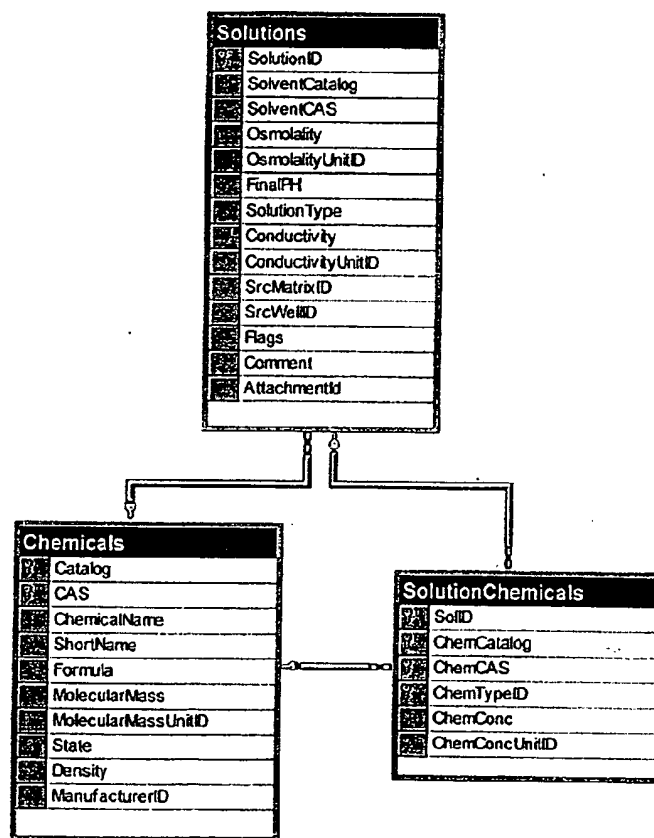 Solutions
SolutionID
SolventCatalog
SolventCAS
Osmolality
OsmolalityUnitID
FinalPH
SolutionType
Conductivity
ConductivityUnitID
SrcMatrixID
SrcWellID
Flags
Comment
AttachmentId
Chemicals
Catalog
CAS
ChemicalName
ShortName
Formula
MolecularMass
MolecularMassUnitID
State
Density
ManufacturerID
SolutionChemicals
SolID
ChemCatalog
ChemCAS
ChemTypeID
ChemConc
ChemConcUnitID